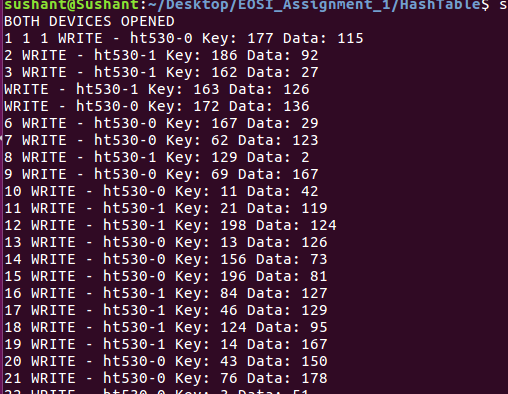 sushant@Sushant:~/Desktop/EOSI_Assignment_1/HashTable$ s
BOTH DEVICES OPENED
1 1 1 WRITE - ht530-0 Key: 177 Data: 115
2 WRITE - ht530-1 Key: 186 Data: 92
3 WRITE - ht530-1 Key: 162 Data: 27
WRITE - ht530-1 Key: 163 Data: 126
WRITE - ht530-0 Key: 172 Data: 136
6 WRITE - ht530-0 Key: 167 Data: 29
7 WRITE - ht530-0 Key: 62 Data: 123
8 WRITE - ht530-1 Key: 129 Data: 2
9 WRITE - ht530-0 Key: 69 Data: 167
10 WRITE - ht530-0 Key: 11 Data: 42
11 WRITE - ht530-1 Key: 21 Data: 119
12 WRITE - ht530-1 Key: 198 Data: 124
13 WRITE - ht530-0 Key: 13 Data: 126
14 WRITE - ht530-0 Key: 156 Data: 73
15 WRITE - ht530-0 Key: 196 Data: 81
16 WRITE - ht530-1 Key: 84 Data: 127
17 WRITE - ht530-1 Key: 46 Data: 129
18 WRITE - ht530-1 Key: 124 Data: 95
19 WRITE - ht530-1 Key: 14 Data: 167
20 WRITE - ht530-0 Key: 43 Data: 150
21 WRITE - ht530-0 Key: 76 Data: 178
22 WRITE - ht530-0 Key: 3 Data: 51